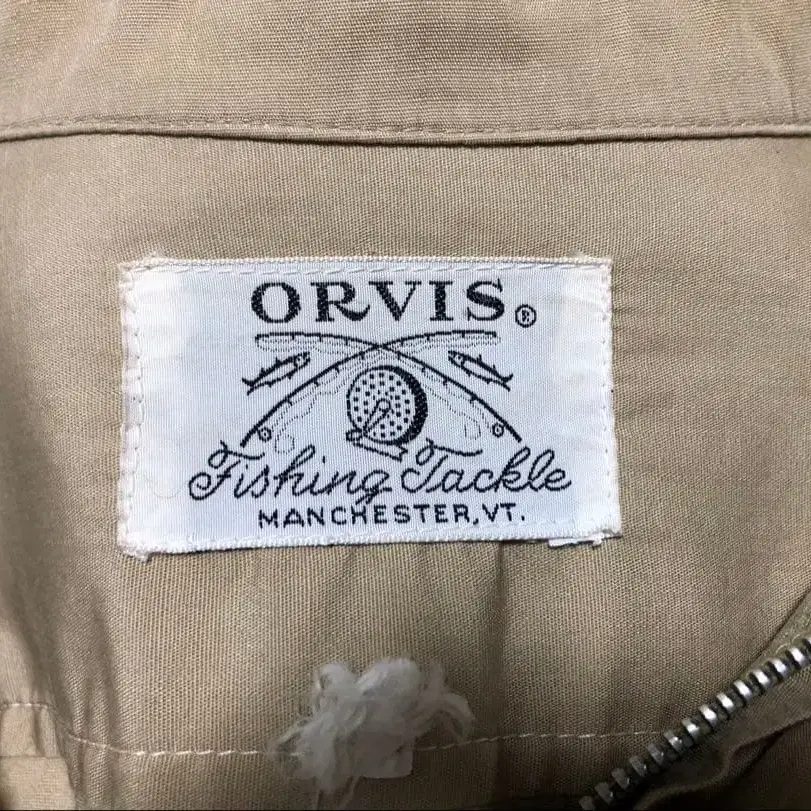 ORVIS®
Fishing Tackle
MANCHESTER, VT.